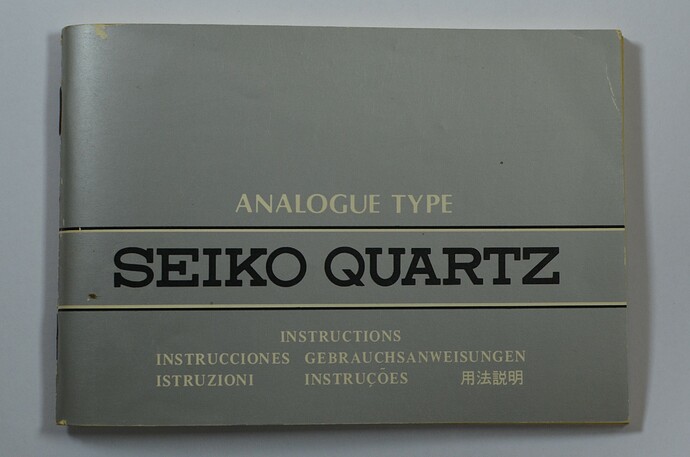 ANALOGUE TYPE
SEIKO QUARTZ
INSTRUCTIONS
INSTRUCCIONES GEBRAUCHSANWEISUNGEN
ISTRUZIONI INSTRUÇÕES 用法説明